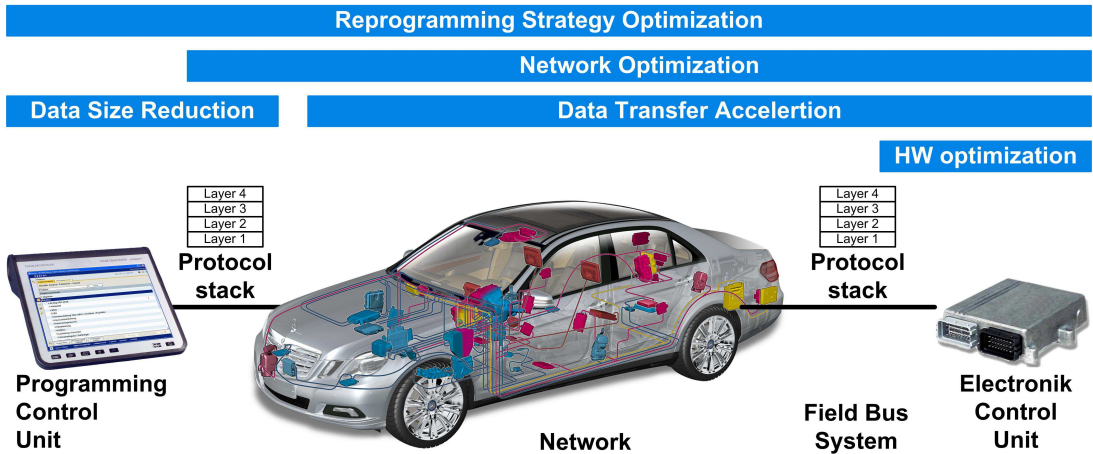 Reprogramming Strategy Optimization
Network Optimization
Data Size Reduction
Data Transfer Accelertion
HW optimization
Layer 4
Layer 3
Layer 2
Layer 1
Protocol
stack
Layer 4
Layer 3
Layer 2
Layer 1
Protocol
stack
Programming
Control
Unit
Network
Field Bus
System
Electronik
Control
Unit